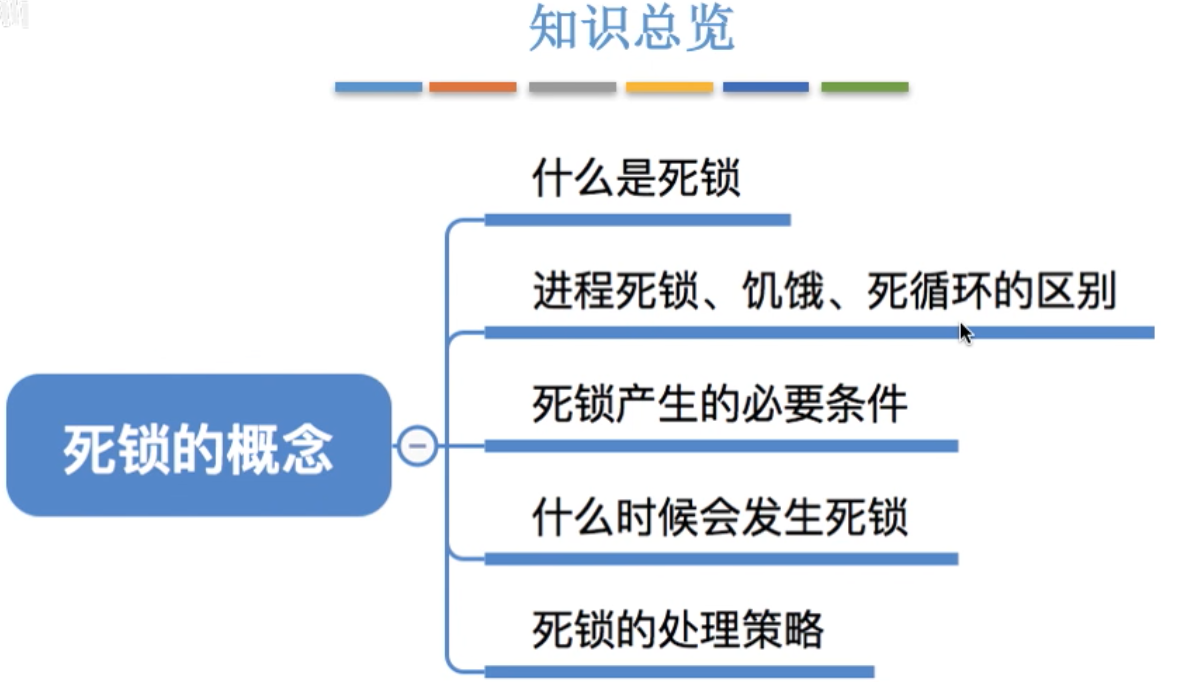 知识总览
什么是死锁
进程死锁、饥饿、死循环的区别
死锁产生的必要条件
死锁的概念
什么时候会发生死锁
死锁的处理策略